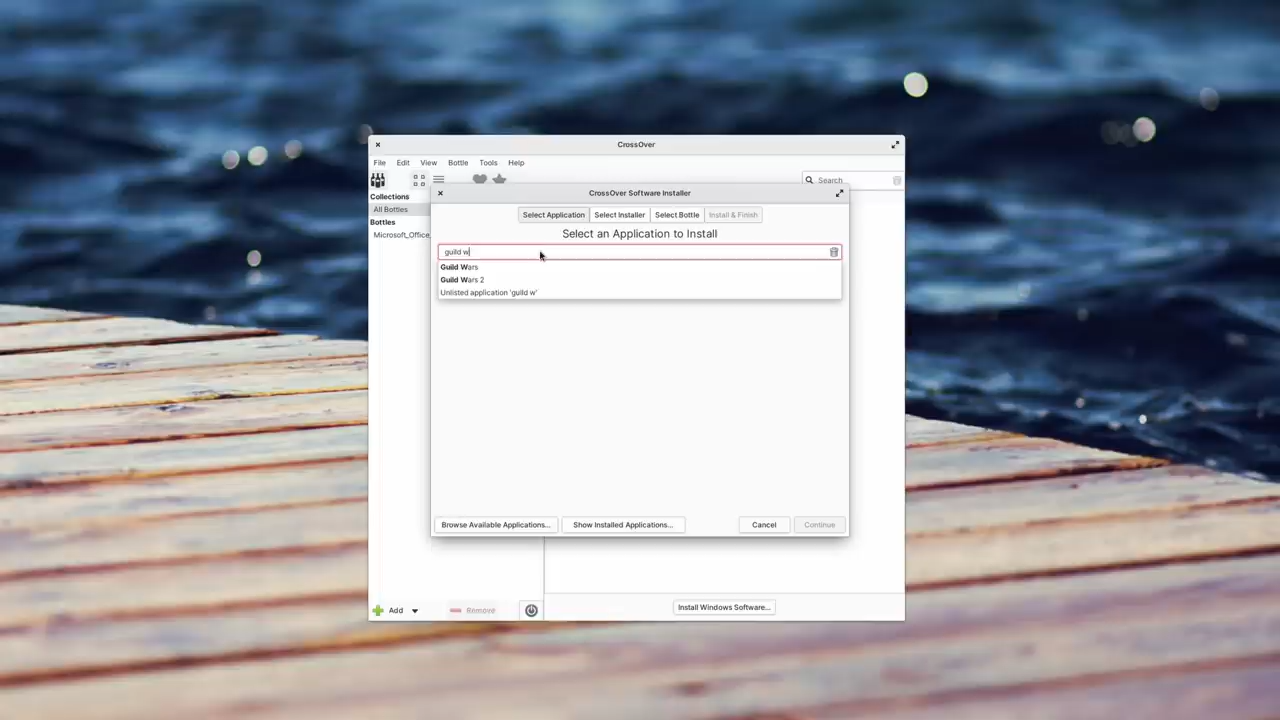 CrossOver
File Edit View Bottle Tools Help
Search
Collections
All Bottles
Bottles
Microsoft_Office_
CrossOver Software Installer
Select Application Select Installer Select Bottle Install & Finish
Select an Application to Install
guild w
Guild Wars
Guild Wars 2
Unlisted application 'guild w'
Browse Available Applications... Show Installed Applications... Cancel Continue
Add Remove Install Windows Software...